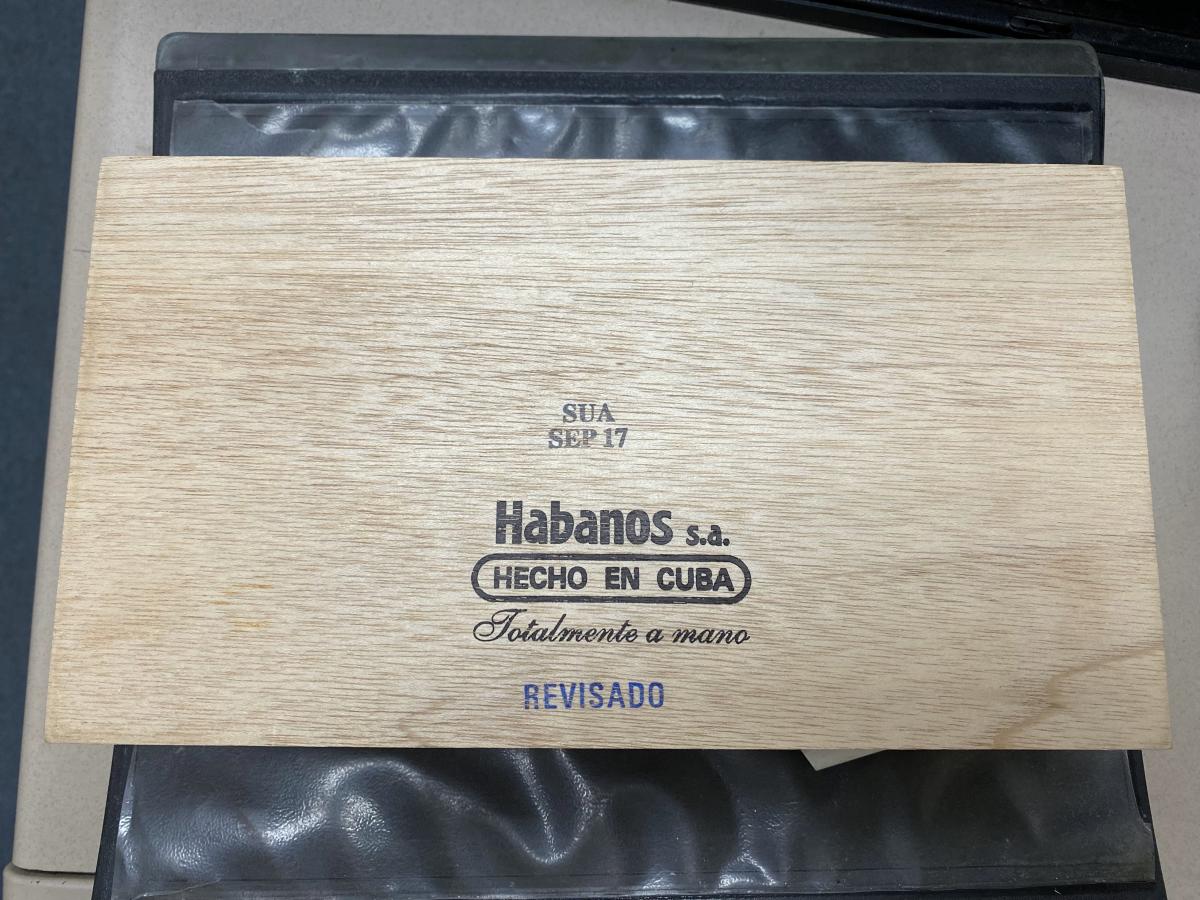 SUA
SEP 17
Habanos s.a.
HECHO EN CUBA
Totalmente a mano
REVISADO